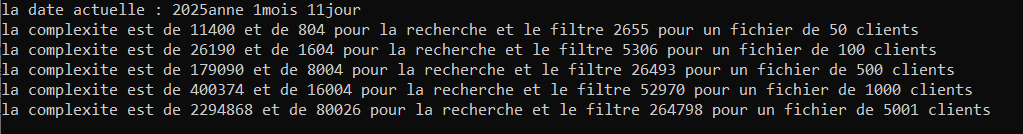 la date actuelle : 2025anne 1mois 11jour
la complexite est de 11400 et de 804 pour la recherche et le filtre 2655 pour un fichier de 50 clients
la complexite est de 26190 et de 1604 pour la recherche et le filtre 5306 pour un fichier de 100 clients
la complexite est de 179090 et de 8004 pour la recherche et le filtre 26493 pour un fichier de 500 clients
la complexite est de 400374 et de 16004 pour la recherche et le filtre 52970 pour un fichier de 1000 clients
la complexite est de 2294868 et de 80026 pour la recherche et le filtre 264798 pour un fichier de 5001 clients